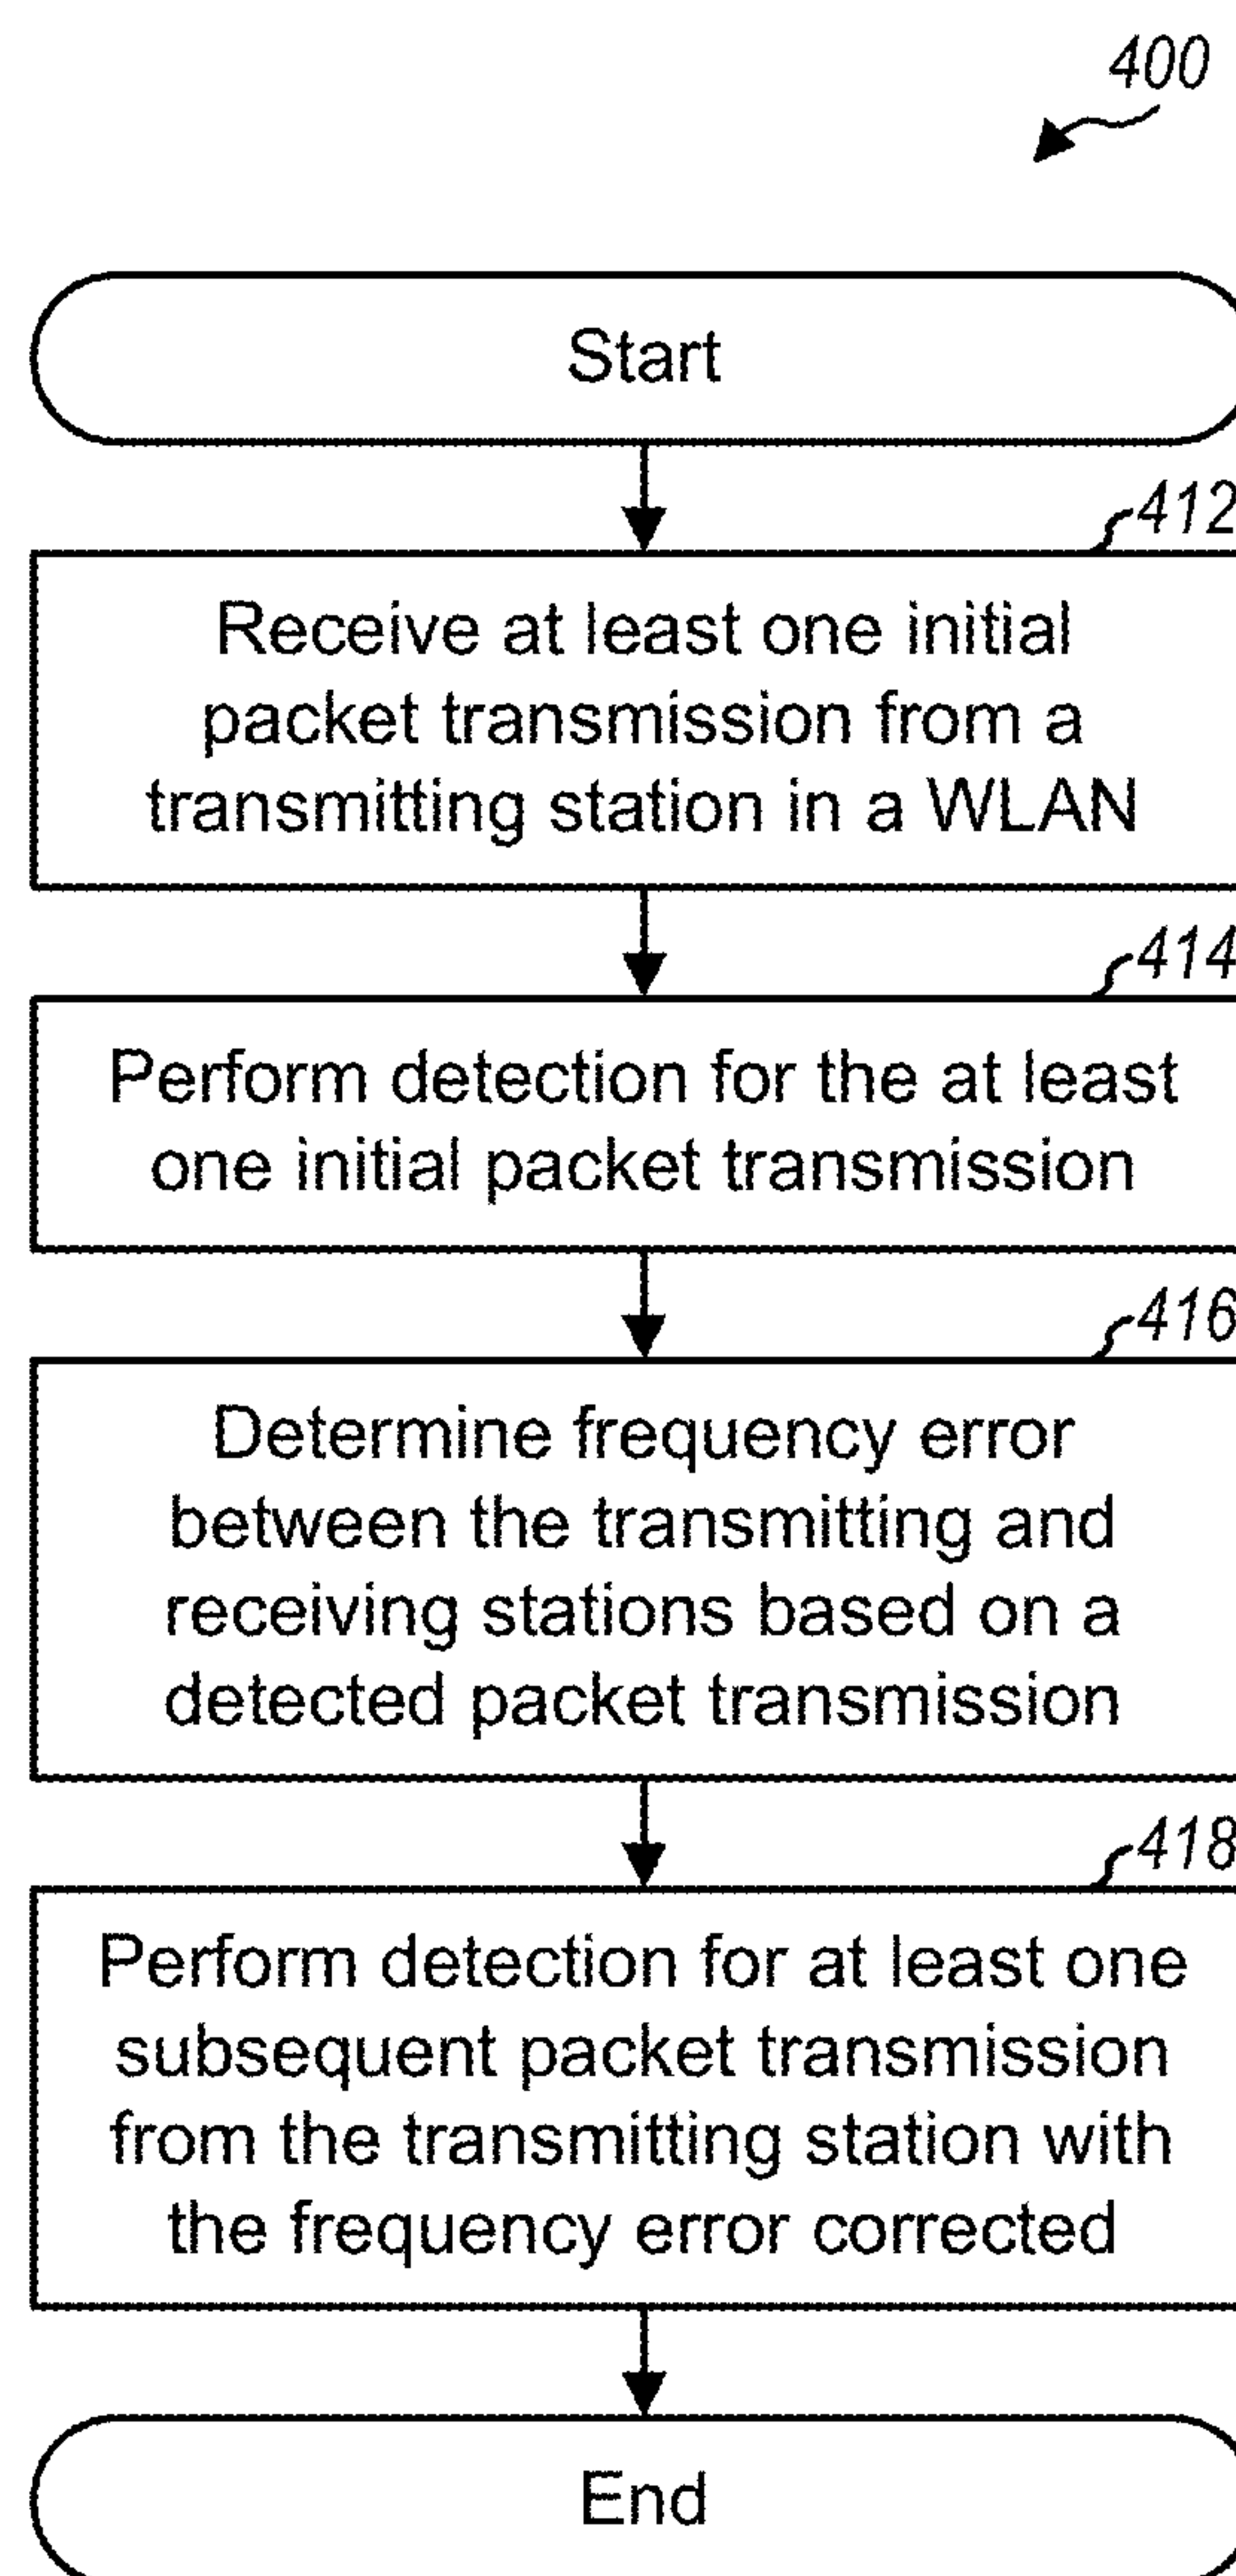 400
Start
412
Receive at least one initial
packet transmission from a
transmitting station in a WLAN
414
Perform detection for the at least
one initial packet transmission
416
Determine frequency error
between the transmitting and
receiving stations based on a
detected packet transmission
418
Perform detection for at least one
subsequent packet transmission
from the transmitting station with
the frequency error corrected
End